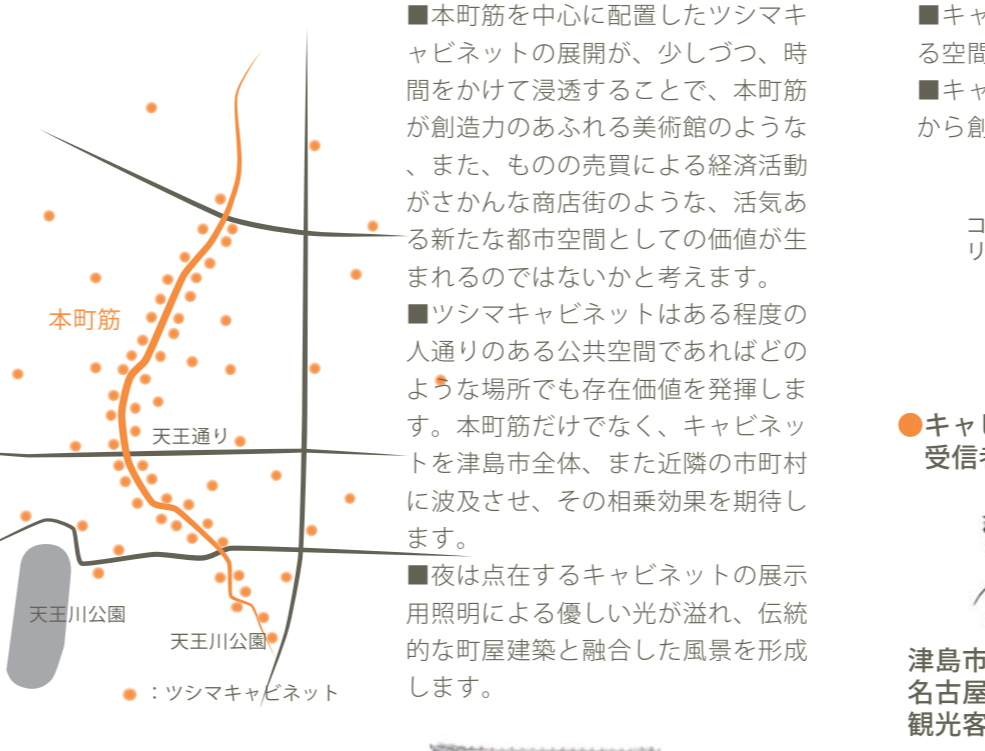 本町筋
天王通り
天王川公園
天王川公園
：ツシマキャビネット
■本町筋を中心に配置したツシマキ
ャビネットの展開が、少しづつ、時
間をかけて浸透することで、本町筋
が創造力のあふれる美術館のような
、また、ものの売買による経済活動
がさかんな商店街のような、活気あ
る新たな都市空間としての価値が生
まれるのではないかと考えます。
■ツシマキャビネットはある程度の
人通りのある公共空間であればどの
ような場所でも存在価値を発揮しま
す。本町筋だけでなく、キャビネッ
トを津島市全体、また近隣の市町村
に波及させ、その相乗効果を期待し
ます。
■夜は点在するキャビネットの展示
用照明による優しい光が溢れ、伝統
的な町屋建築と融合した風景を形成
します。
■キャ
る空間
■キャ
から創
コ
リ
●キャビ
受信者
津島市
名古屋
観光客